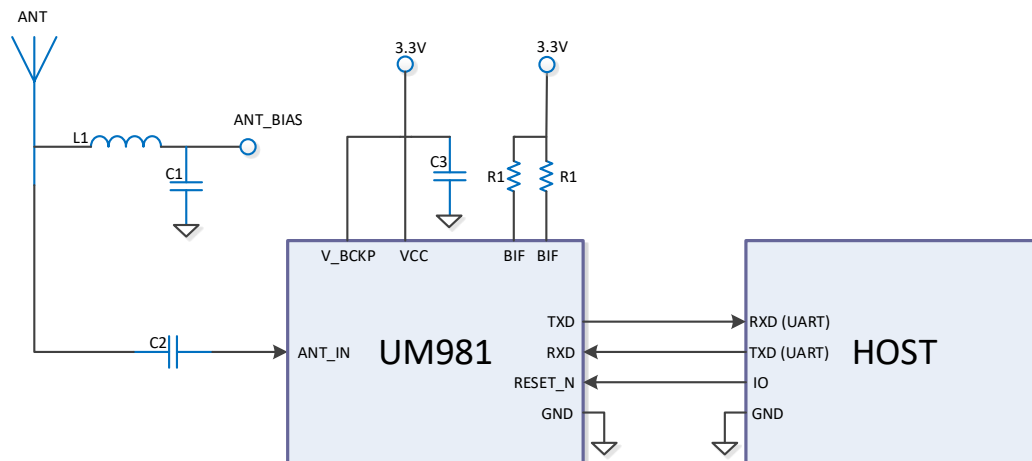 ANT
3.3V
3.3V
L1
ANT_BIAS
C1
C3
R1
R1
V_BCKP
VCC
BIF
BIF
TXD
RXD (UART)
C2
ANT_IN
UM981
RXD
TXD (UART)
HOST
RESET_N
IO
GND
GND